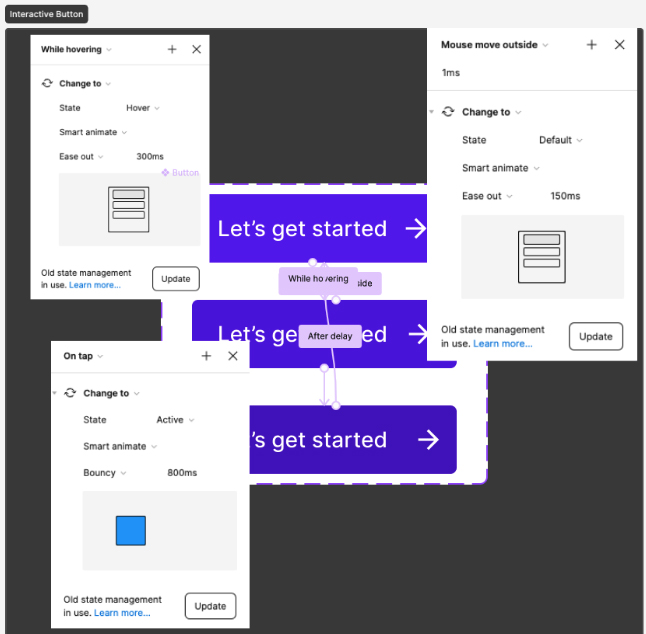 Interactive Button
While hovering
Change to
State Hover
Smart animate
Ease out 300ms
Button
Old state management
in use. Learn more...
Update
Mouse move outside
1ms
Change to
State Default
Smart animate
Ease out 150ms
Old state management
in use. Learn more...
Update
Let's get started
While hovering
side
Let's ge
After delay
ted
's get started
On tap
Change to
State Active
Smart animate
Bouncy 800ms
Old state management
in use. Learn more...
Update